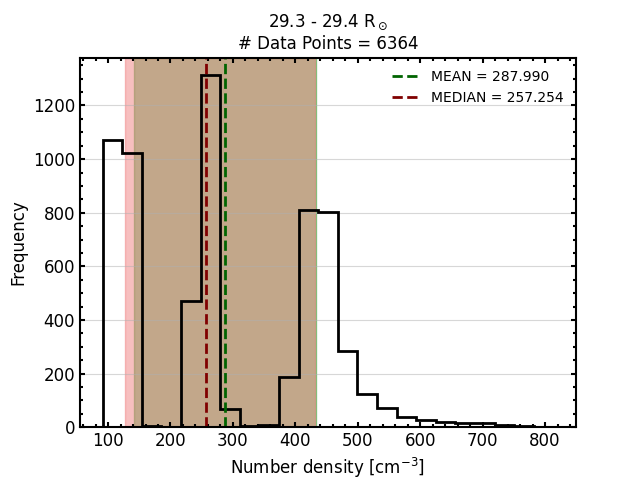 29.3 - 29.4 R⊙
# Data Points = 6364
MEAN = 287.990
MEDIAN = 257.254
1200
1000
800
600
400
200
0
Frequency
100 200 300 400 500 600 700 800
Number density [cm⁻³]